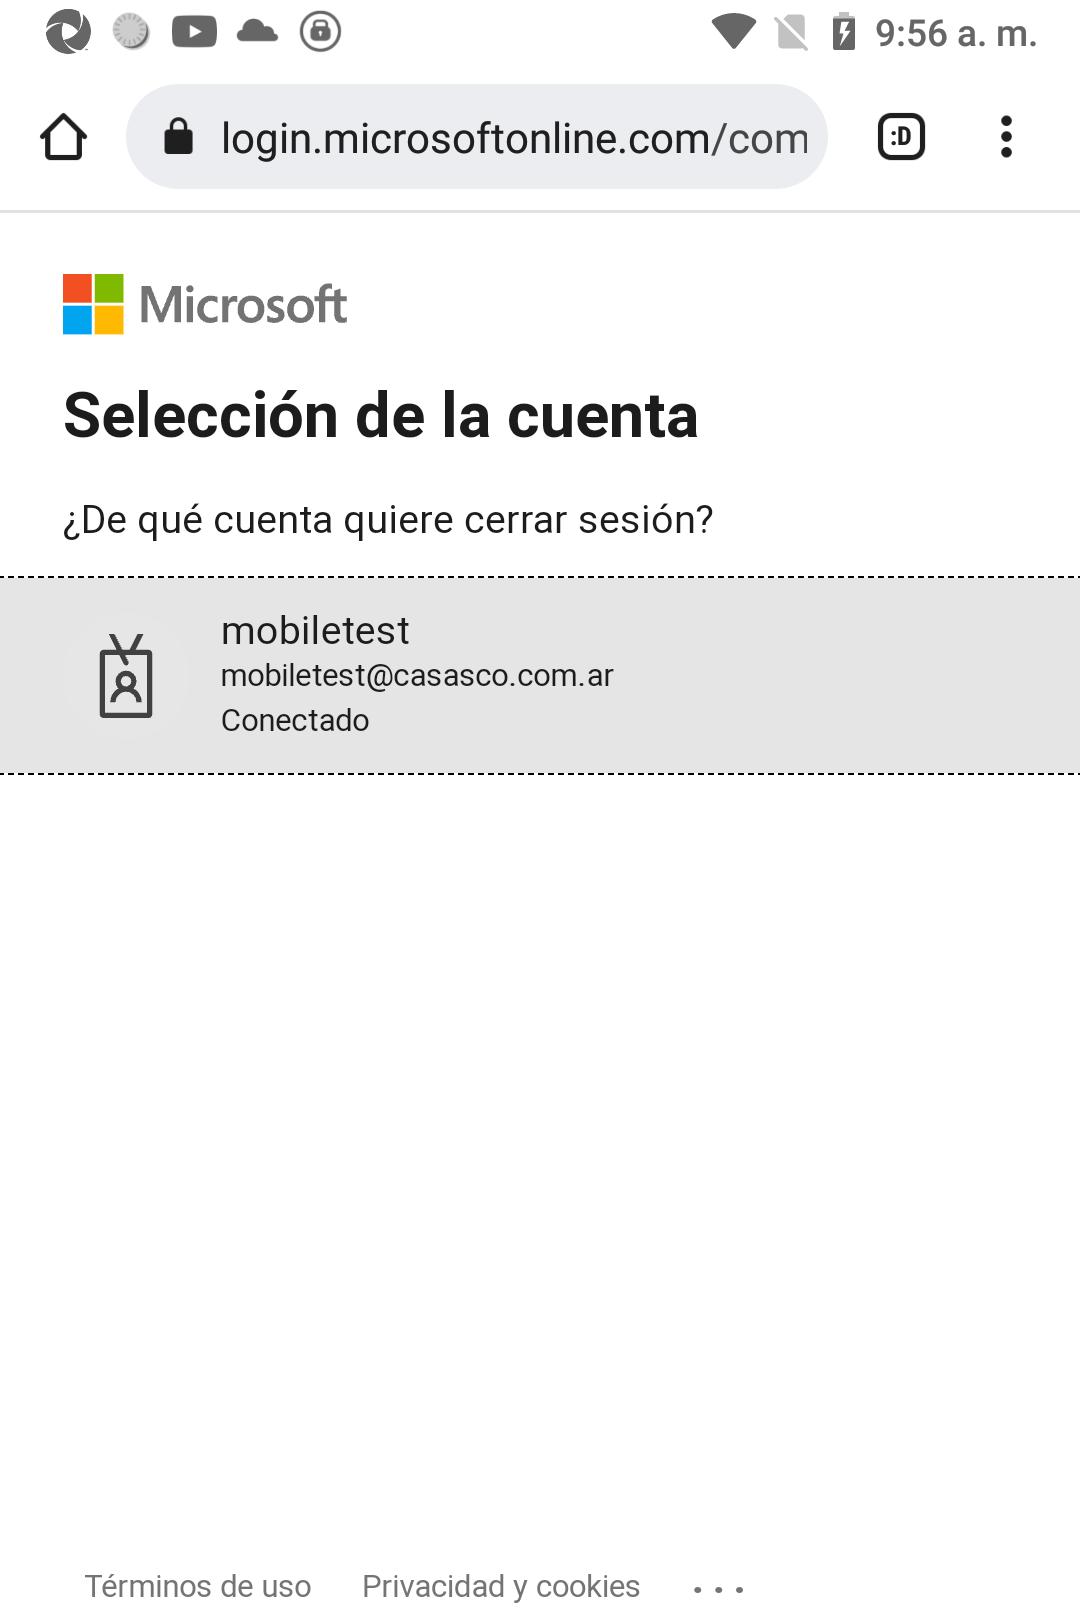 9:56 a. m.
login.microsoftonline.com/com
:D
Microsoft
Selección de la cuenta
¿De qué cuenta quiere cerrar sesión?
mobiletest
mobiletest@casasco.com.ar
Conectado
Términos de uso Privacidad y cookies ...